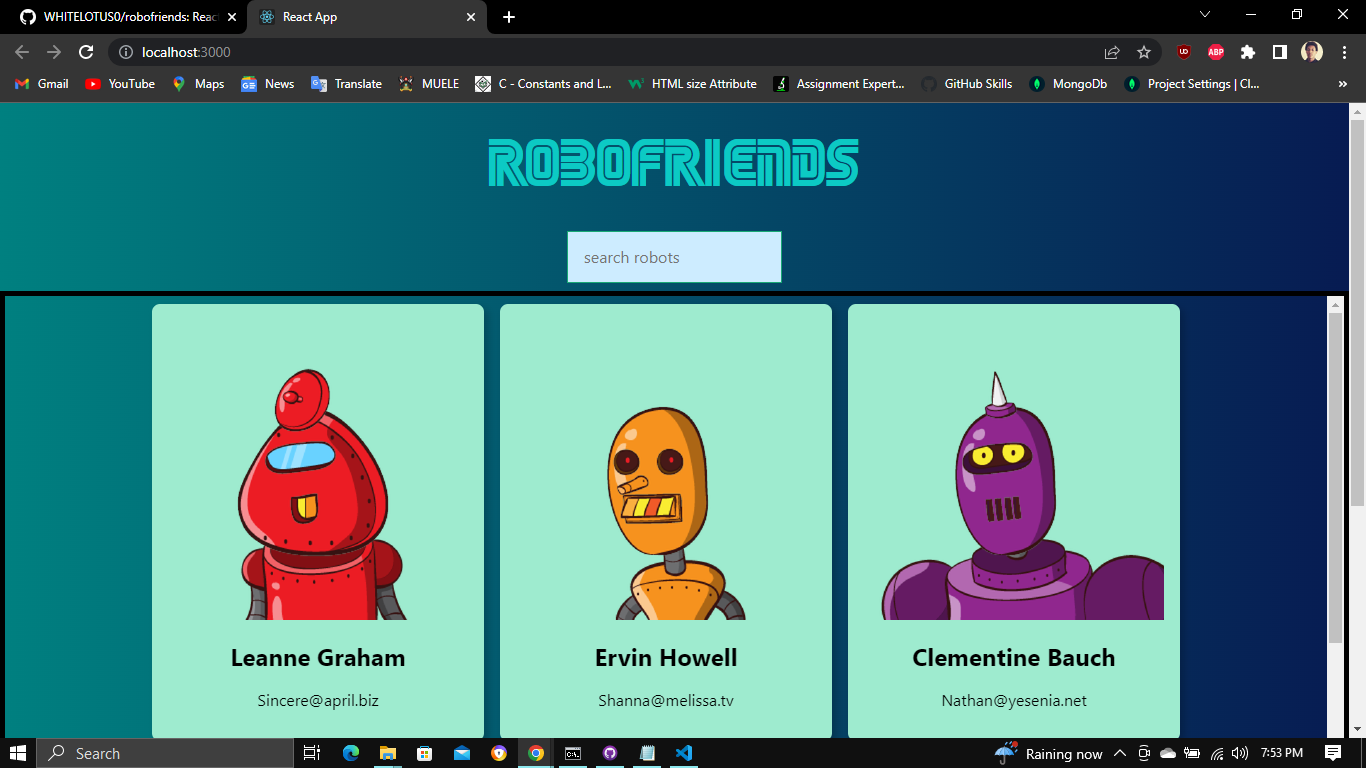 WHITELOTUS0/robofriends: Reac
React App
localhost:3000
Gmail
YouTube
Maps
News
Translate
MUELE
C - Constants and L...
HTML size Attribute
Assignment Expert...
GitHub Skills
MongoDb
Project Settings | Cl...
»
ROBOFRIENDS
search robots
Leanne Graham
Ervin Howell
Clementine Bauch
Sincere@april.biz
Shanna@melissa.tv
Nathan@yesenia.net
Search
Raining now
7:53 PM